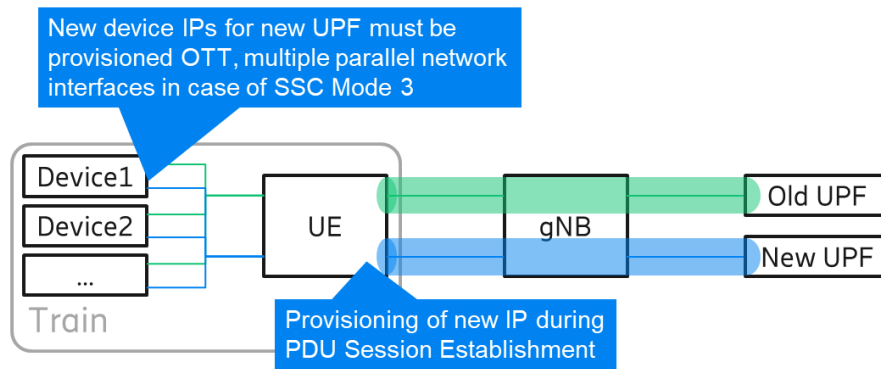 New device IPs for new UPF must be
provisioned OTT, multiple parallel network
interfaces in case of SSC Mode 3
Device1
Device2
...
Train
UE
gNB
Old UPF
New UPF
Provisioning of new IP during
PDU Session Establishment